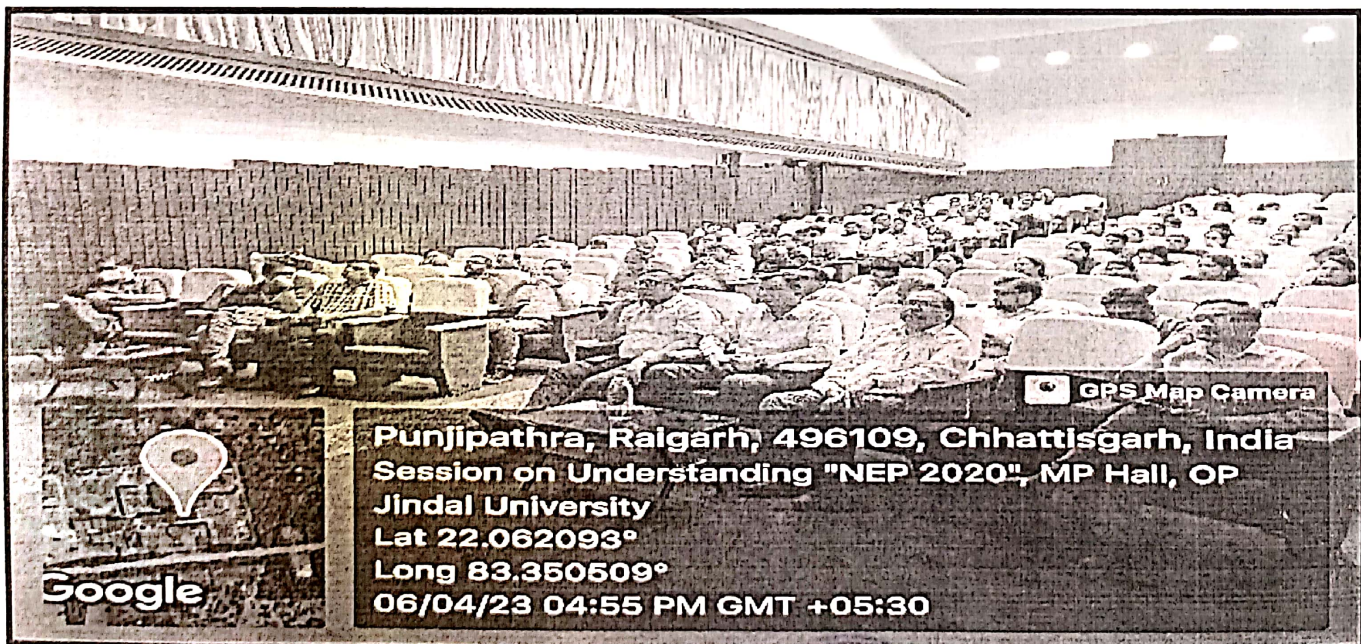 GPS Map Camera
Punjipathra, Raigarh, 496109, Chhattisgarh, India
Session on Understanding "NEP 2020", MP Hall, OP
Jindal University
Lat 22.062093°
Long 83.350509°
06/04/23 04:55 PM GMT +05:30
Google